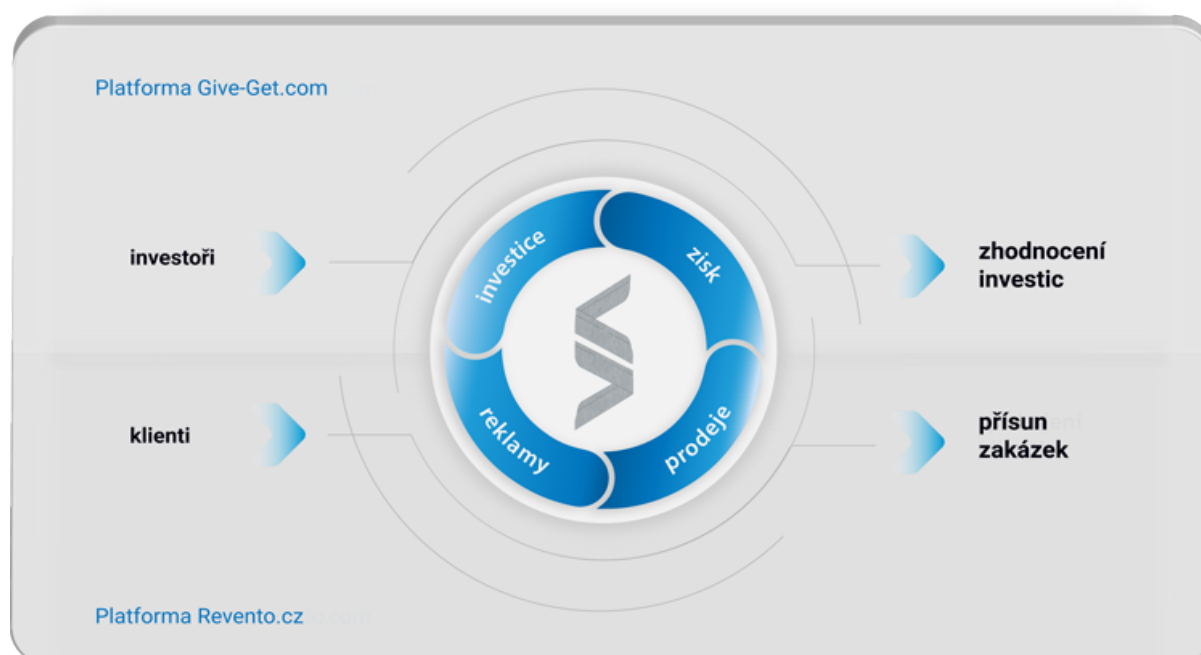 Platforma Give-Get.com
investoři
investice
zisk
zhodnocení
investic
klienti
reklamy
prodeje
přísun
zakázek
Platforma Revento.cz